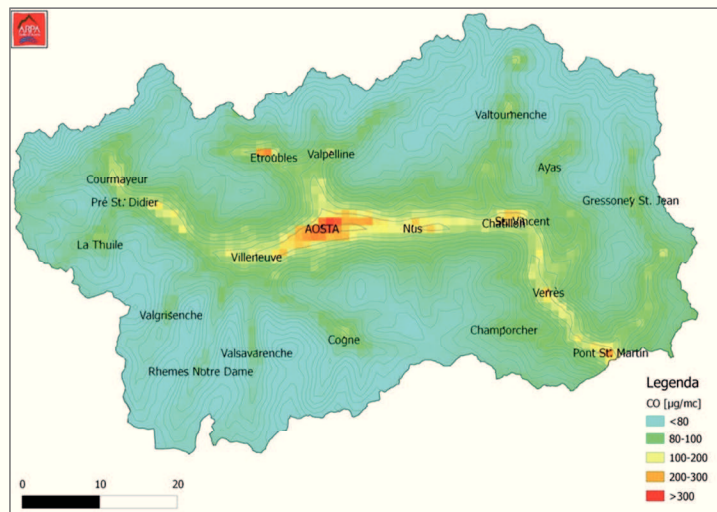 ARPA
Valtournenche
Etroubles
Valpelline
Ayas
Courmayeur
Pré St. Didier
Gressoney St. Jean
St. Vincent
Chatillon
AOSTA
Nus
La Thuile
Villeneuve
Verrès
Valgrisenche
Champorcher
Cogne
Valsavarenche
Pont St. Martin
Rhemes Notre Dame
Legenda
CO [µg/mc]
<80
80-100
100-200
200-300
>300
0 10 20